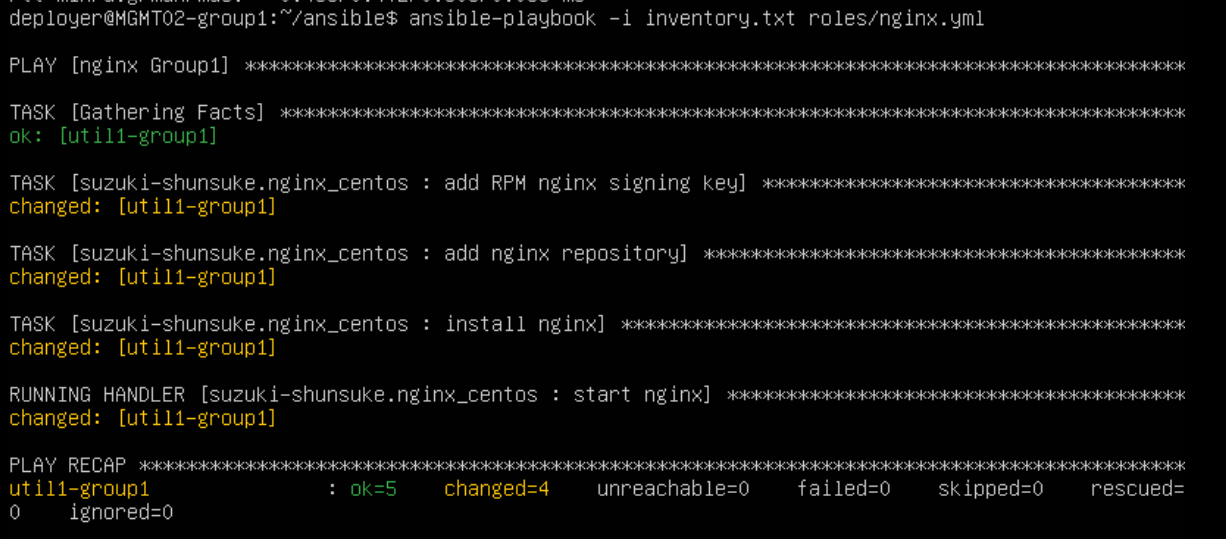 deployer@MGMT02-group1:~/ansible$ ansible-playbook -i inventory.txt roles/nginx.yml
PLAY [nginx Group1] ********************************************************************************
TASK [Gathering Facts] *****************************************************************************
ok: [util1-group1]
TASK [suzuki-shunsuke.nginx_centos : add RPM nginx signing key] ************************************
changed: [util1-group1]
TASK [suzuki-shunsuke.nginx_centos : add nginx repository] *****************************************
changed: [util1-group1]
TASK [suzuki-shunsuke.nginx_centos : install nginx] ************************************************
changed: [util1-group1]
RUNNING HANDLER [suzuki-shunsuke.nginx_centos : start nginx] ***************************************
changed: [util1-group1]
PLAY RECAP *****************************************************************************************
util1-group1               : ok=5    changed=4    unreachable=0    failed=0    skipped=0    rescued=
0    ignored=0